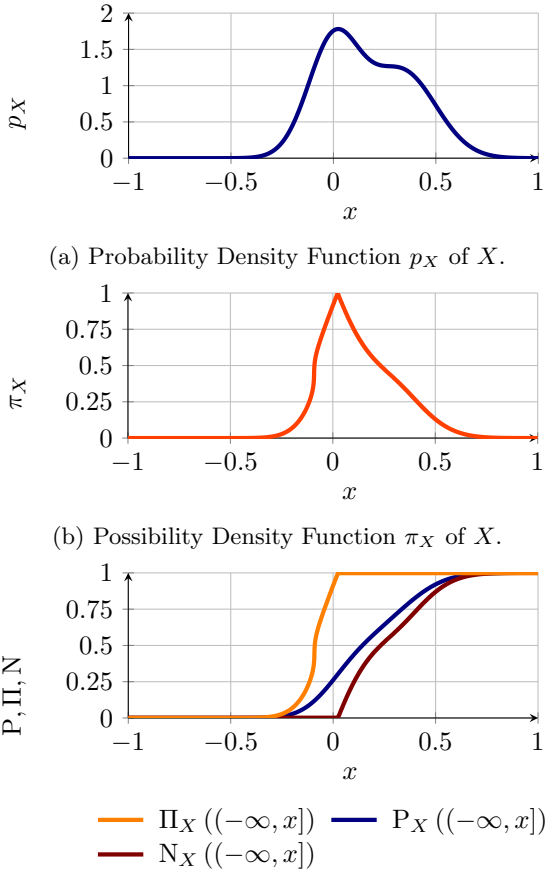 2
1.5
1
0.5
0
p_X
−1 −0.5 0 0.5 1
x
(a) Probability Density Function p_X of X.
1
0.75
0.5
0.25
0
π_X
−1 −0.5 0 0.5 1
x
(b) Possibility Density Function π_X of X.
1
0.75
0.5
0.25
0
P, Π, N
−1 −0.5 0 0.5 1
x
Π_X ((−∞, x]) P_X ((−∞, x])
N_X ((−∞, x])